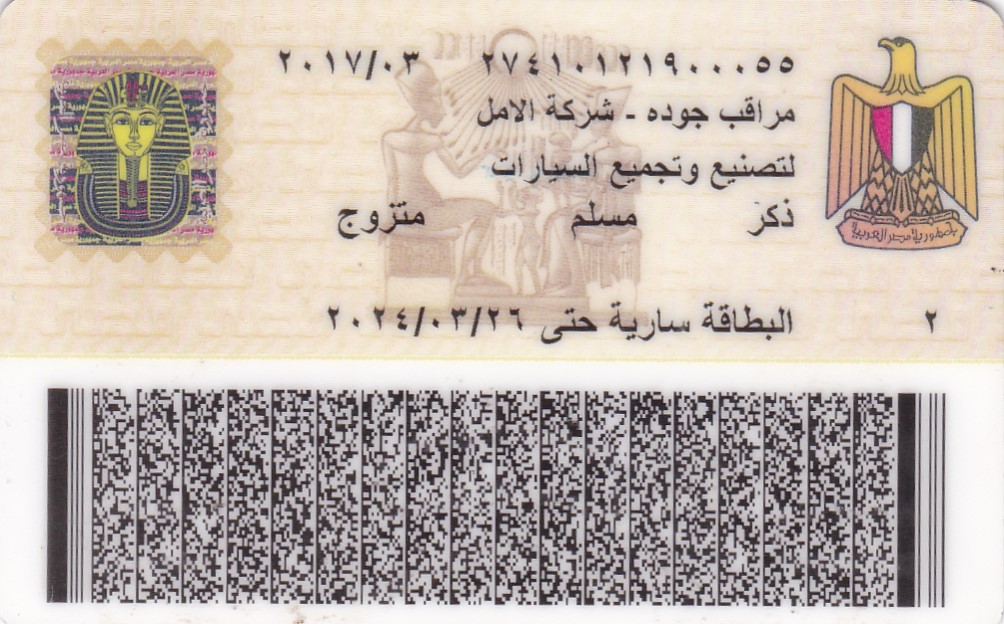 ٢٧٤١٠١٢١٩٠٠٠٥٥ ٢٠١٧/٠٣
مراقب جوده - شركة الامل
لتصنيع وتجميع السيارات
ذكر مسلم متزوج
البطاقة سارية حتى ٢٠٢٤/٠٣/٢٦
٢
جمهورية مصر العربية